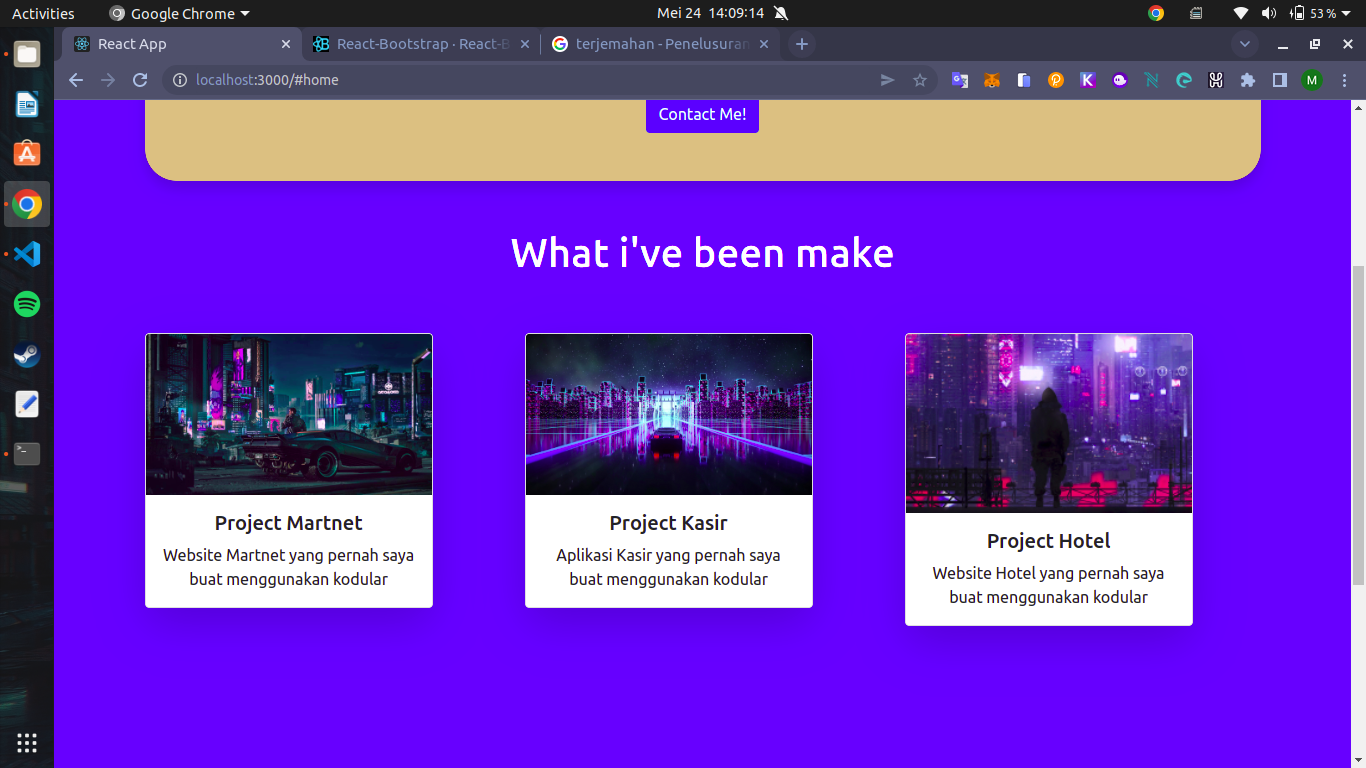 Activities
Google Chrome
Mei 24 14:09:14
53 %
React App
React-Bootstrap · React-B
terjemahan - Penelusuran
localhost:3000/#home
M
Contact Me!
What i've been make
Project Martnet
Website Martnet yang pernah saya
buat menggunakan kodular
Project Kasir
Aplikasi Kasir yang pernah saya
buat menggunakan kodular
Project Hotel
Website Hotel yang pernah saya
buat menggunakan kodular